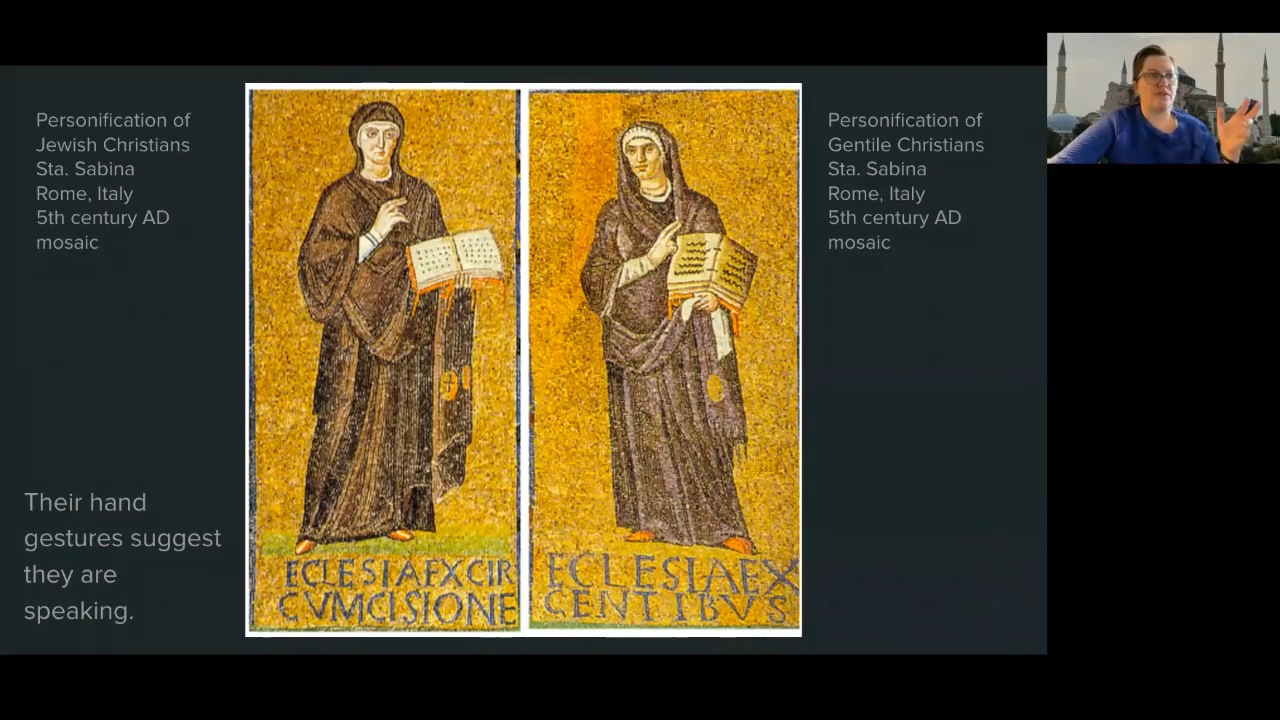 Personification of
Jewish Christians
Sta. Sabina
Rome, Italy
5th century AD
mosaic
Their hand
gestures suggest
they are
speaking.
ECLESIAEXCIR
CVMCISIONE
ECLESIAEX
GENTIBVS
Personification of
Gentile Christians
Sta. Sabina
Rome, Italy
5th century AD
mosaic